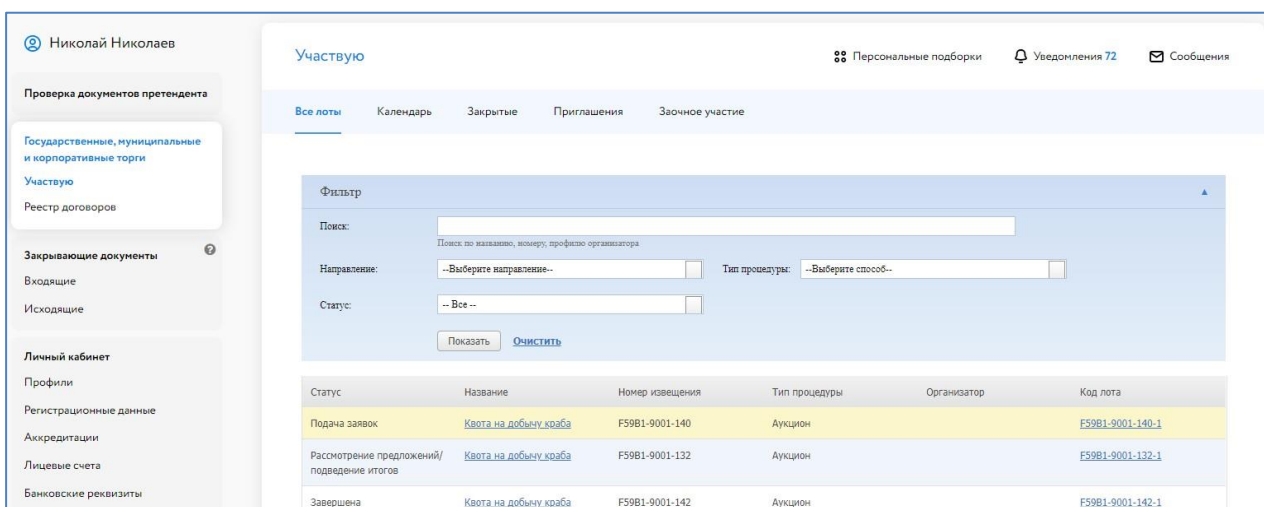 Николай Николаев
Проверка документов претендента
Государственные, муниципальные
и корпоративные торги
Участвую
Реестр договоров
Закрывающие документы
Входящие
Исходящие
Личный кабинет
Профили
Регистрационные данные
Аккредитации
Лицевые счета
Банковские реквизиты
Участвую
Персональные подборки Уведомления 72 Сообщения
Все лоты Календарь Закрытые Приглашения Заочное участие
Фильтр
Поиск:
Поиск по названию, номеру, профилю организатора
Направление: --Выберите направление-- Тип процедуры: --Выберите способ--
Статус: -- Все --
Показать Очистить
Статус Название Номер извещения Тип процедуры Организатор Код лота
Подача заявок Квота на добычу краба F59B1-9001-140 Аукцион F59B1-9001-140-1
Рассмотрение предложений/ Квота на добычу краба F59B1-9001-132 Аукцион F59B1-9001-132-1
подведение итогов
Завершена Квота на добычу краба F59B1-9001-142 Аукцион F59B1-9001-142-1